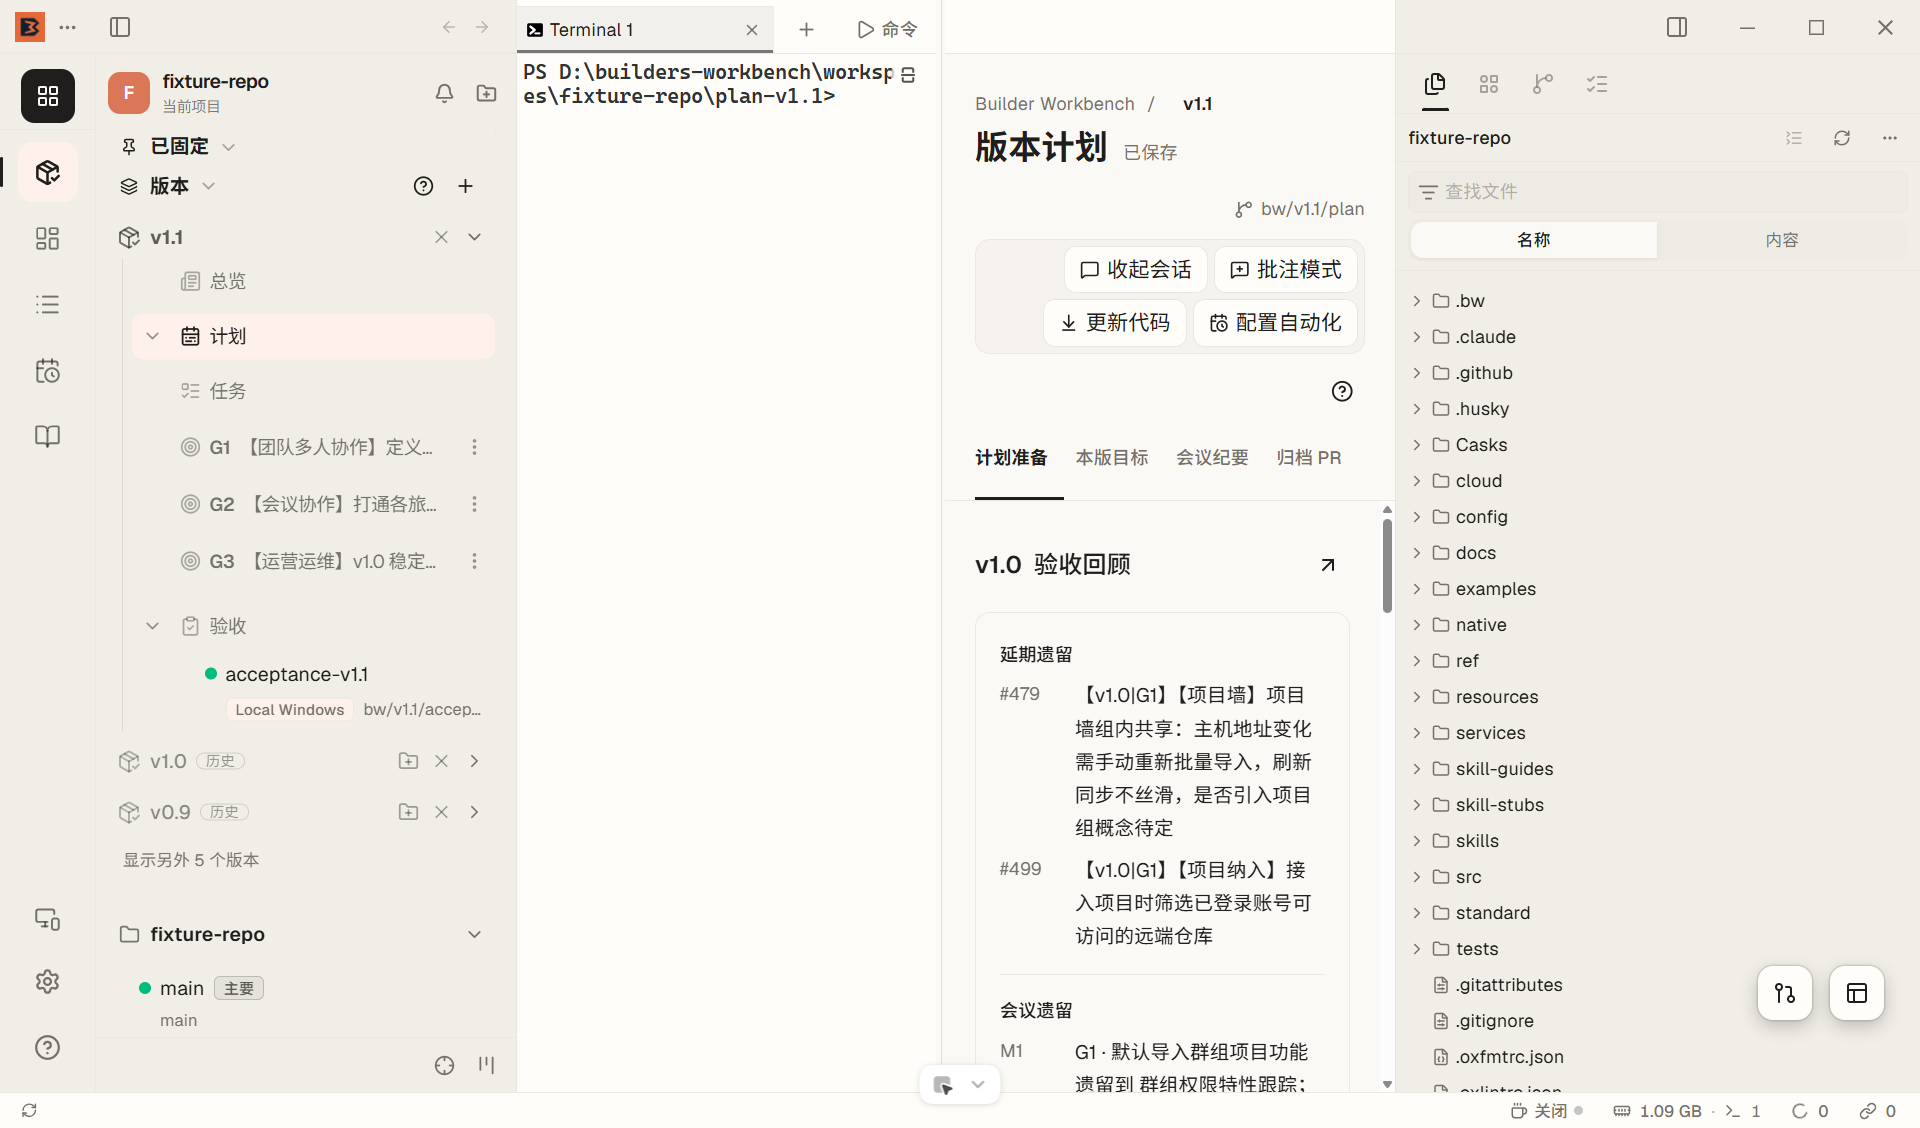 fixture-repo
当前项目
已固定
版本
v1.1
总览
计划
任务
G1 【团队多人协作】定义...
G2 【会议协作】打通各旅...
G3 【运营运维】v1.0 稳定...
验收
acceptance-v1.1
Local Windows bw/v1.1/accep...
v1.0 历史
v0.9 历史
显示另外 5 个版本
fixture-repo
main 主要
main
Terminal 1
命令
PS D:\builders-workbench\worksp
es\fixture-repo\plan-v1.1>
Builder Workbench / v1.1
版本计划 已保存
bw/v1.1/plan
收起会话 批注模式
更新代码 配置自动化
计划准备 本版目标 会议纪要 归档 PR
v1.0 验收回顾
延期遗留
#479 【v1.0|G1】【项目墙】项目
墙组内共享：主机地址变化
需手动重新批量导入，刷新
同步不丝滑，是否引入项目
组概念待定
#499 【v1.0|G1】【项目纳入】接
入项目时筛选已登录账号可
访问的远端仓库
会议遗留
M1 G1 · 默认导入群组项目功能
遗留到 群组权限特性跟踪；
fixture-repo
查找文件
名称 内容
.bw
.claude
.github
.husky
Casks
cloud
config
docs
examples
native
ref
resources
services
skill-guides
skill-stubs
skills
src
standard
tests
.gitattributes
.gitignore
.oxfmtrc.json
.oxlintrc.json
关闭 1.09 GB · 1 0 0
F